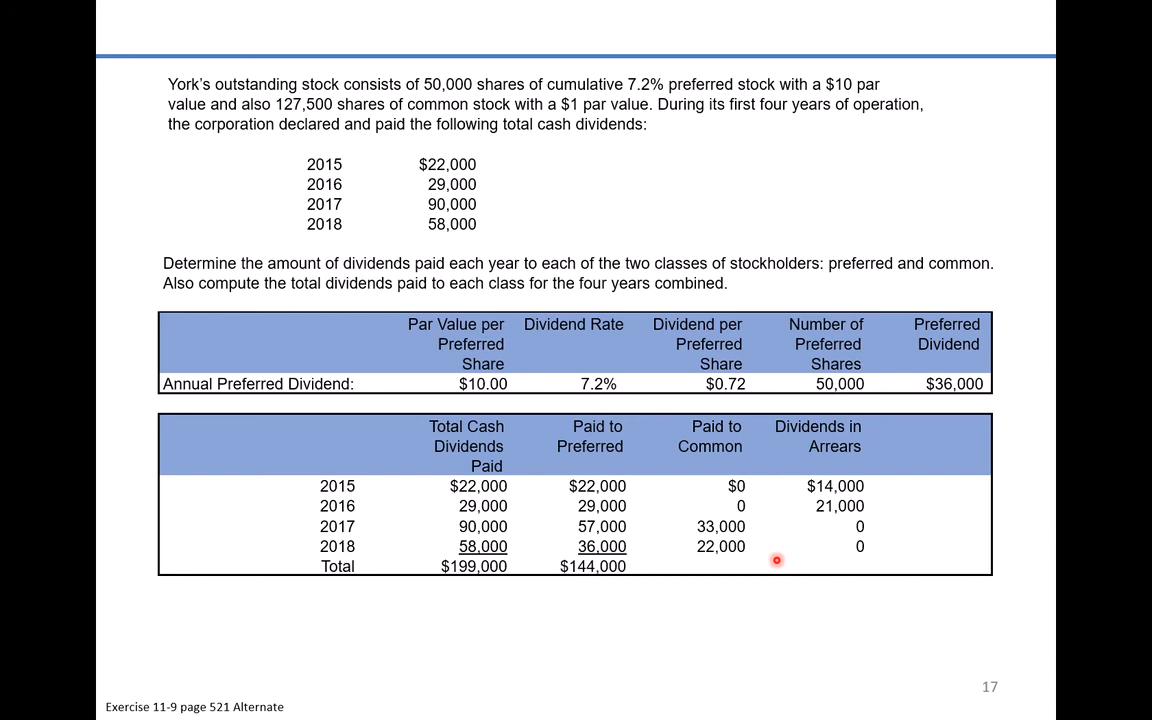 York's outstanding stock consists of 50,000 shares of cumulative 7.2% preferred stock with a $10 par
value and also 127,500 shares of common stock with a $1 par value. During its first four years of operation,
the corporation declared and paid the following total cash dividends:
2015 $22,000
2016 29,000
2017 90,000
2018 58,000
Determine the amount of dividends paid each year to each of the two classes of stockholders: preferred and common.
Also compute the total dividends paid to each class for the four years combined.
Par Value per Dividend Rate Dividend per Number of Preferred
Preferred Preferred Preferred Dividend
Share Share Shares
Annual Preferred Dividend: $10.00 7.2% $0.72 50,000 $36,000
Total Cash Paid to Paid to Dividends in
Dividends Preferred Common Arrears
Paid
2015 $22,000 $22,000 $0 $14,000
2016 29,000 29,000 0 21,000
2017 90,000 57,000 33,000 0
2018 58,000 36,000 22,000 0
Total $199,000 $144,000
17
Exercise 11-9 page 521 Alternate